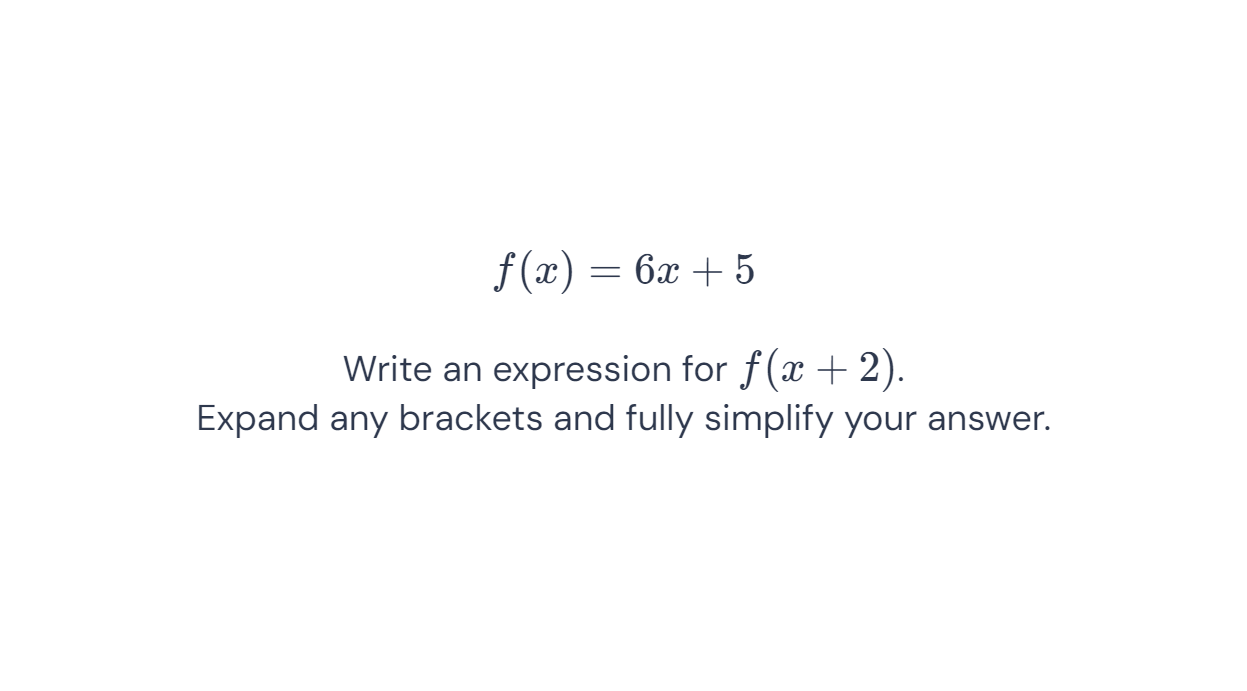 f(x) = 6x + 5
Write an expression for f(x + 2).
Expand any brackets and fully simplify your answer.